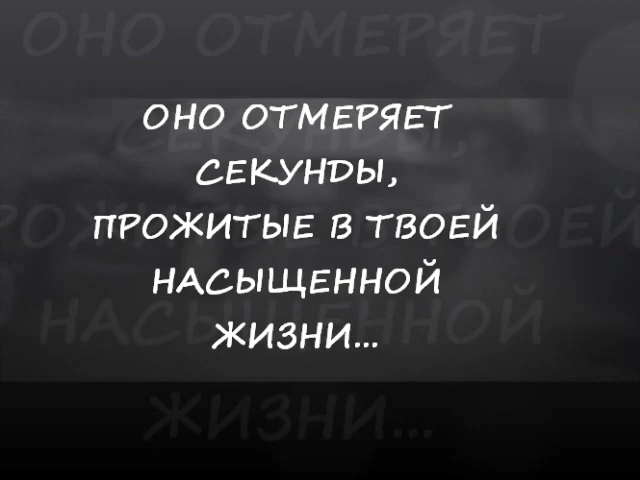 ОНО ОТМЕРЯЕТ
СЕКУНДЫ,
ПРОЖИТЫЕ В ТВОЕЙ
НАСЫЩЕННОЙ
ЖИЗНИ...